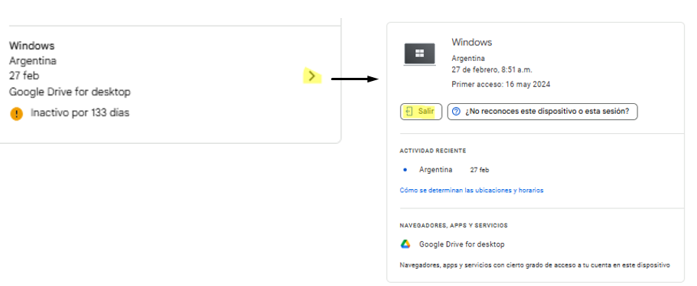 Windows
Argentina
27 feb
Google Drive for desktop
Inactivo por 133 días
Windows
Argentina
27 de febrero, 8:51 a.m.
Primer acceso: 16 may 2024
Salir
¿No reconoces este dispositivo o esta sesión?
ACTIVIDAD RECIENTE
Argentina 27 feb
Cómo se determinan las ubicaciones y horarios
NAVEGADORES, APPS Y SERVICIOS
Google Drive for desktop
Navegadores, apps y servicios con cierto grado de acceso a tu cuenta en este dispositivo